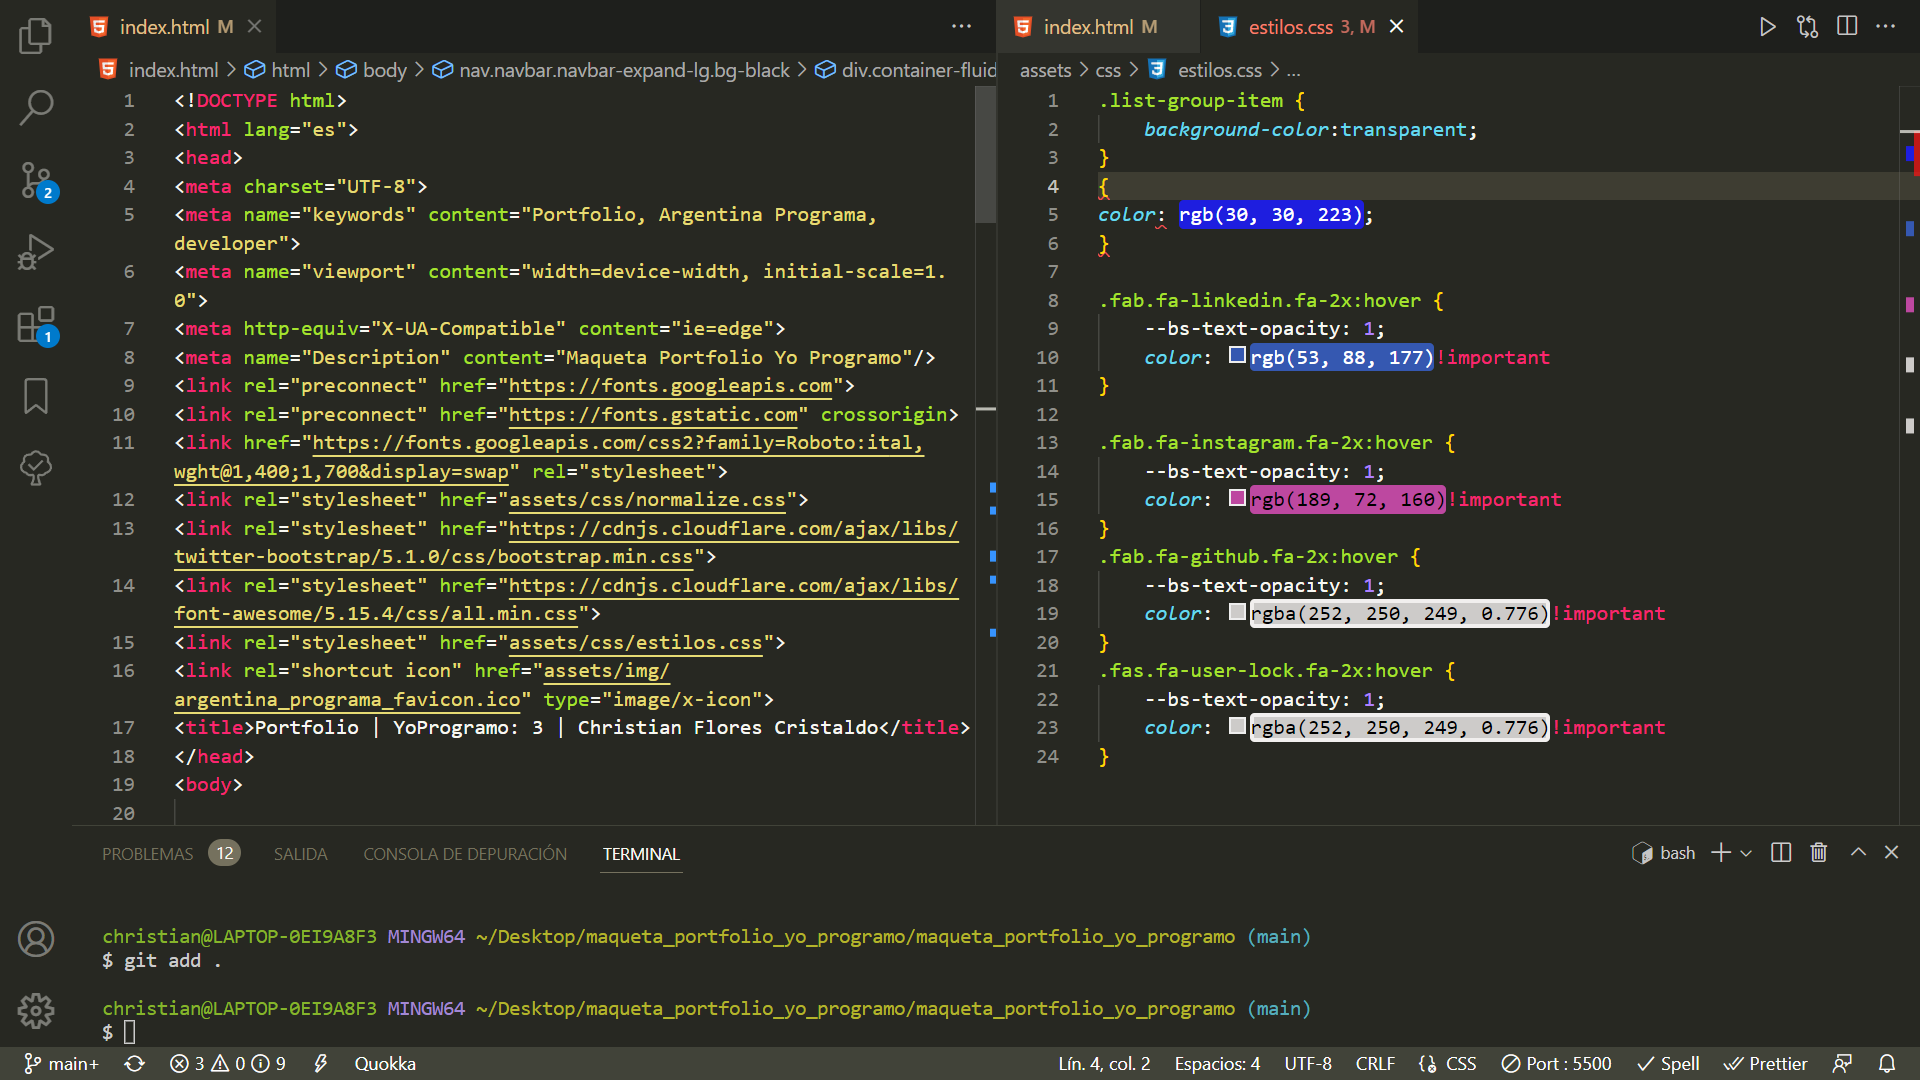 index.html M
index.html M
estilos.css 3, M
index.html > html > body > nav.navbar.navbar-expand-lg.bg-black > div.container-fluid
assets > css > estilos.css > ...
1 <!DOCTYPE html>
2 <html lang="es">
3 <head>
4 <meta charset="UTF-8">
5 <meta name="keywords" content="Portfolio, Argentina Programa,
developer">
6 <meta name="viewport" content="width=device-width, initial-scale=1.
0">
7 <meta http-equiv="X-UA-Compatible" content="ie=edge">
8 <meta name="Description" content="Maqueta Portfolio Yo Programo"/>
9 <link rel="preconnect" href="https://fonts.googleapis.com">
10 <link rel="preconnect" href="https://fonts.gstatic.com" crossorigin>
11 <link href="https://fonts.googleapis.com/css2?family=Roboto:ital,
wght@1,400;1,700&display=swap" rel="stylesheet">
12 <link rel="stylesheet" href="assets/css/normalize.css">
13 <link rel="stylesheet" href="https://cdnjs.cloudflare.com/ajax/libs/
twitter-bootstrap/5.1.0/css/bootstrap.min.css">
14 <link rel="stylesheet" href="https://cdnjs.cloudflare.com/ajax/libs/
font-awesome/5.15.4/css/all.min.css">
15 <link rel="stylesheet" href="assets/css/estilos.css">
16 <link rel="shortcut icon" href="assets/img/
argentina_programa_favicon.ico" type="image/x-icon">
17 <title>Portfolio | YoProgramo: 3 | Christian Flores Cristaldo</title>
18 </head>
19 <body>
20
1 .list-group-item {
2 background-color:transparent;
3 }
4 {
5 color: rgb(30, 30, 223);
6 }
7
8 .fab.fa-linkedin.fa-2x:hover {
9 --bs-text-opacity: 1;
10 color: rgb(53, 88, 177)!important
11 }
12
13 .fab.fa-instagram.fa-2x:hover {
14 --bs-text-opacity: 1;
15 color: rgb(189, 72, 160)!important
16 }
17 .fab.fa-github.fa-2x:hover {
18 --bs-text-opacity: 1;
19 color: rgba(252, 250, 249, 0.776)!important
20 }
21 .fas.fa-user-lock.fa-2x:hover {
22 --bs-text-opacity: 1;
23 color: rgba(252, 250, 249, 0.776)!important
24 }
2
1
PROBLEMAS 12 SALIDA CONSOLA DE DEPURACIÓN TERMINAL
bash
christian@LAPTOP-0EI9A8F3 MINGW64 ~/Desktop/maqueta_portfolio_yo_programo/maqueta_portfolio_yo_programo (main)
$ git add .
christian@LAPTOP-0EI9A8F3 MINGW64 ~/Desktop/maqueta_portfolio_yo_programo/maqueta_portfolio_yo_programo (main)
$
main+ 3 0 9 Quokka Lín. 4, col. 2 Espacios: 4 UTF-8 CRLF CSS Port : 5500 Spell Prettier